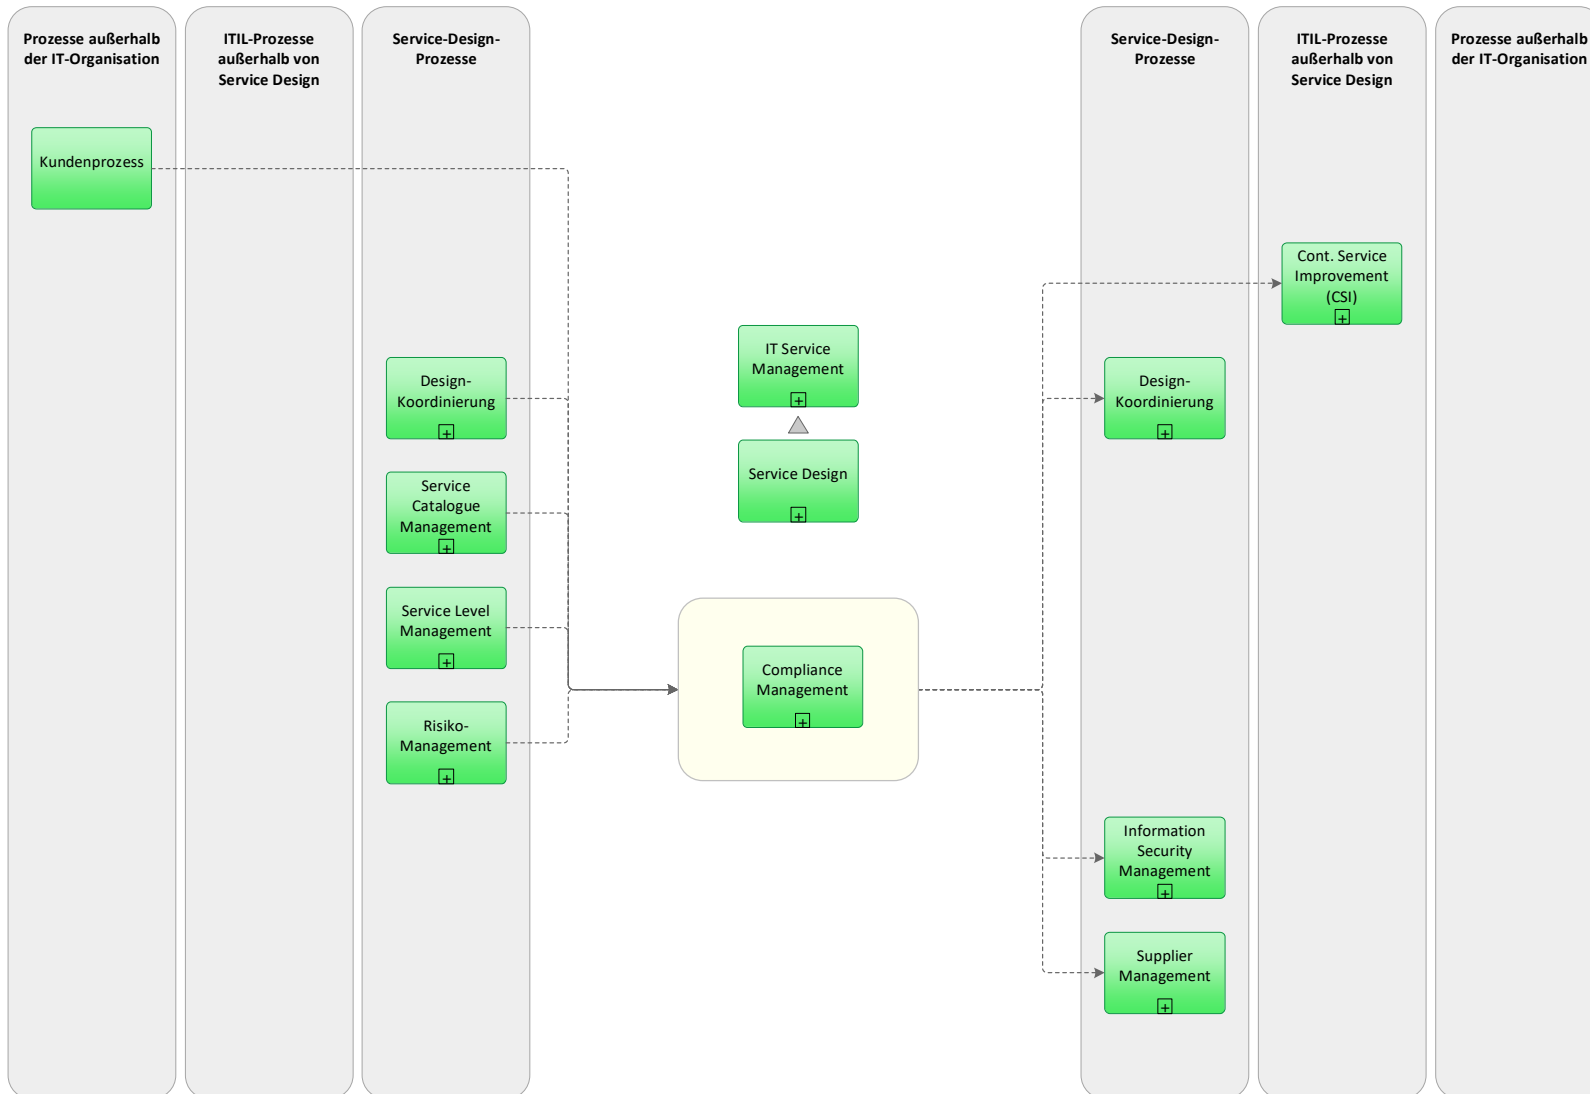 Prozesse außerhalb
der IT-Organisation
ITIL-Prozesse
außerhalb von
Service Design
Service-Design-
Prozesse
Service-Design-
Prozesse
ITIL-Prozesse
außerhalb von
Service Design
Prozesse außerhalb
der IT-Organisation
Kundenprozess
Cont. Service
Improvement
(CSI)
IT Service
Management
Design-
Koordinierung
Design-
Koordinierung
Service Design
Service
Catalogue
Management
Service Level
Management
Compliance
Management
Risiko-
Management
Information
Security
Management
Supplier
Management